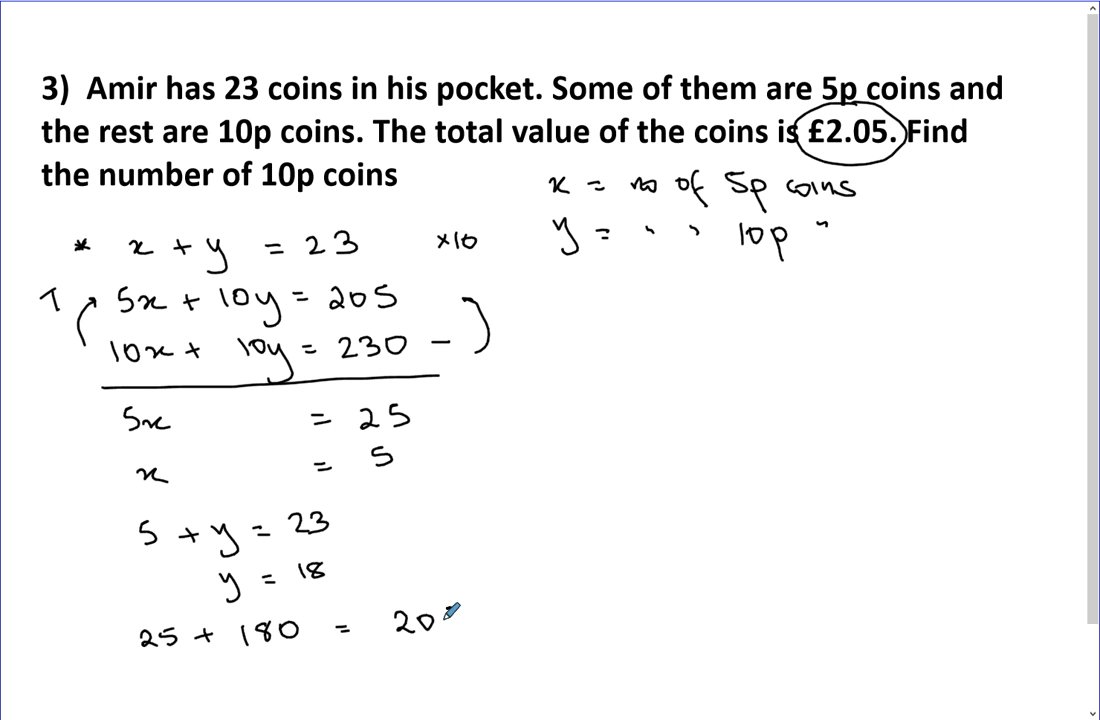 3) Amir has 23 coins in his pocket. Some of them are 5p coins and
the rest are 10p coins. The total value of the coins is £2.05. Find
the number of 10p coins
x = no of 5p coins
y = " " 10p "
* x + y = 23 ×10
↑ 5x + 10y = 205
10x + 10y = 230 -
5x = 25
x = 5
5 + y = 23
y = 18
25 + 180 = 20